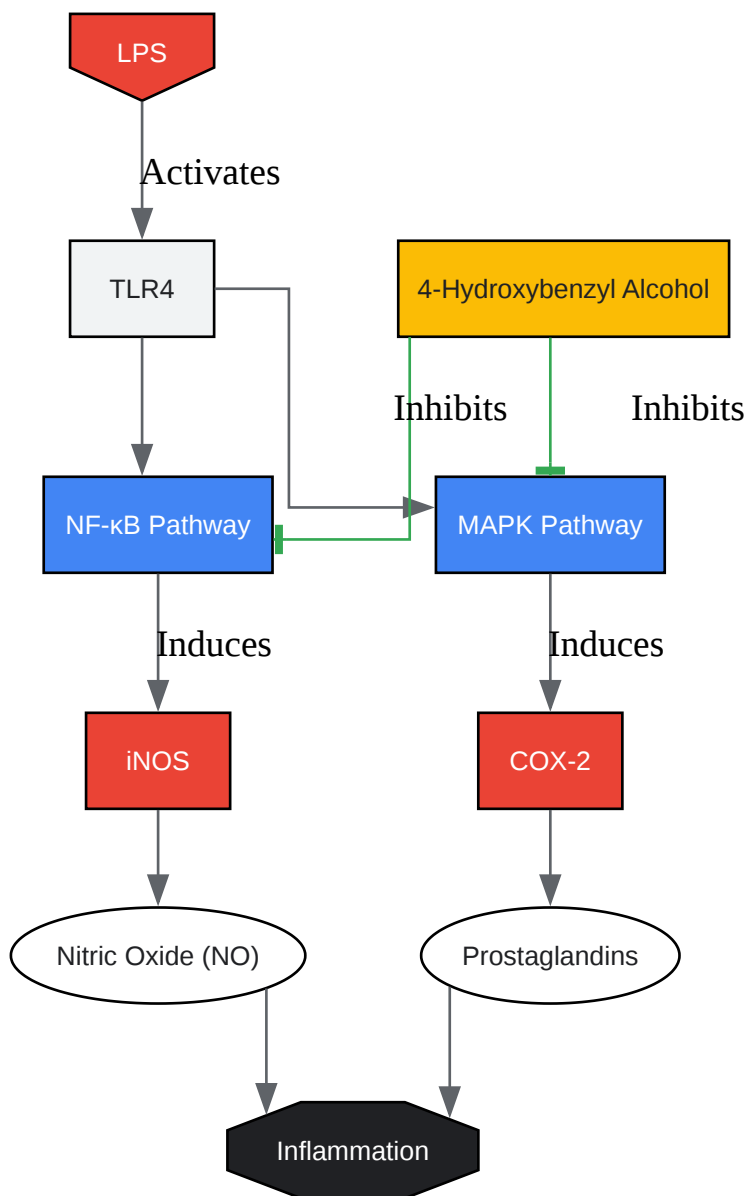 LPS
Activates
TLR4
4-Hydroxybenzyl Alcohol
Inhibits
Inhibits
NF-κB Pathway
MAPK Pathway
Induces
Induces
iNOS
COX-2
Nitric Oxide (NO)
Prostaglandins
Inflammation